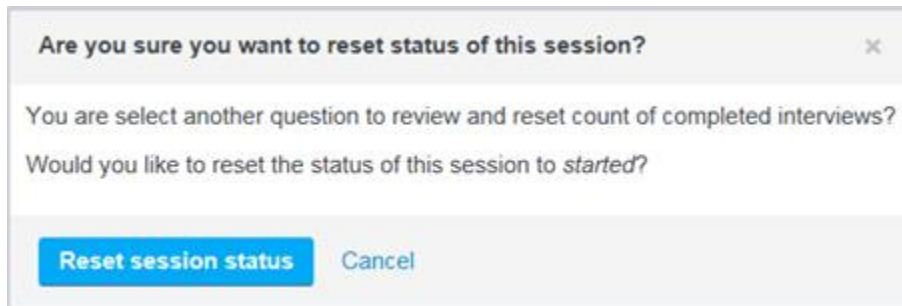 Are you sure you want to reset status of this session?
You are select another question to review and reset count of completed interviews?
Would you like to reset the status of this session to started?
Reset session status Cancel